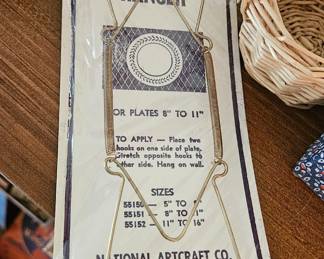 HANGER
FOR PLATES 8" TO 11"
TO APPLY — Place two
hooks on one side of plate.
Stretch opposite hooks to
other side. Hang on wall.
SIZES
55150 — 5" TO
55151 — 8" TO 11"
55152 — 11" TO 16"
NATIONAL ARTCRAFT CO.